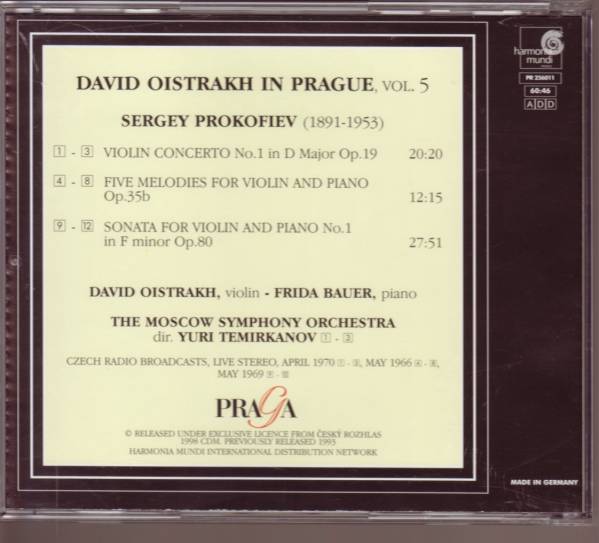 DAVID OISTRAKH IN PRAGUE, VOL. 5
SERGEY PROKOFIEV (1891-1953)
1 - 3 VIOLIN CONCERTO No.1 in D Major Op.19 20:20
4 - 8 FIVE MELODIES FOR VIOLIN AND PIANO
Op.35b 12:15
9 - 12 SONATA FOR VIOLIN AND PIANO No.1
in F minor Op.80 27:51
DAVID OISTRAKH, violin - FRIDA BAUER, piano
THE MOSCOW SYMPHONY ORCHESTRA
dir. YURI TEMIRKANOV 1 - 3
CZECH RADIO BROADCASTS, LIVE STEREO, APRIL 1970 1 - 3, MAY 1966 4 - 8,
MAY 1969 9 - 12
PRAGA
© RELEASED UNDER EXCLUSIVE LICENCE FROM ČESKÝ ROZHLAS
1998 CDM. PREVIOUSLY RELEASED 1993
HARMONIA MUNDI INTERNATIONAL DISTRIBUTION NETWORK
harmonia
mundi
PR 256011
60:46
ADD
MADE IN GERMANY